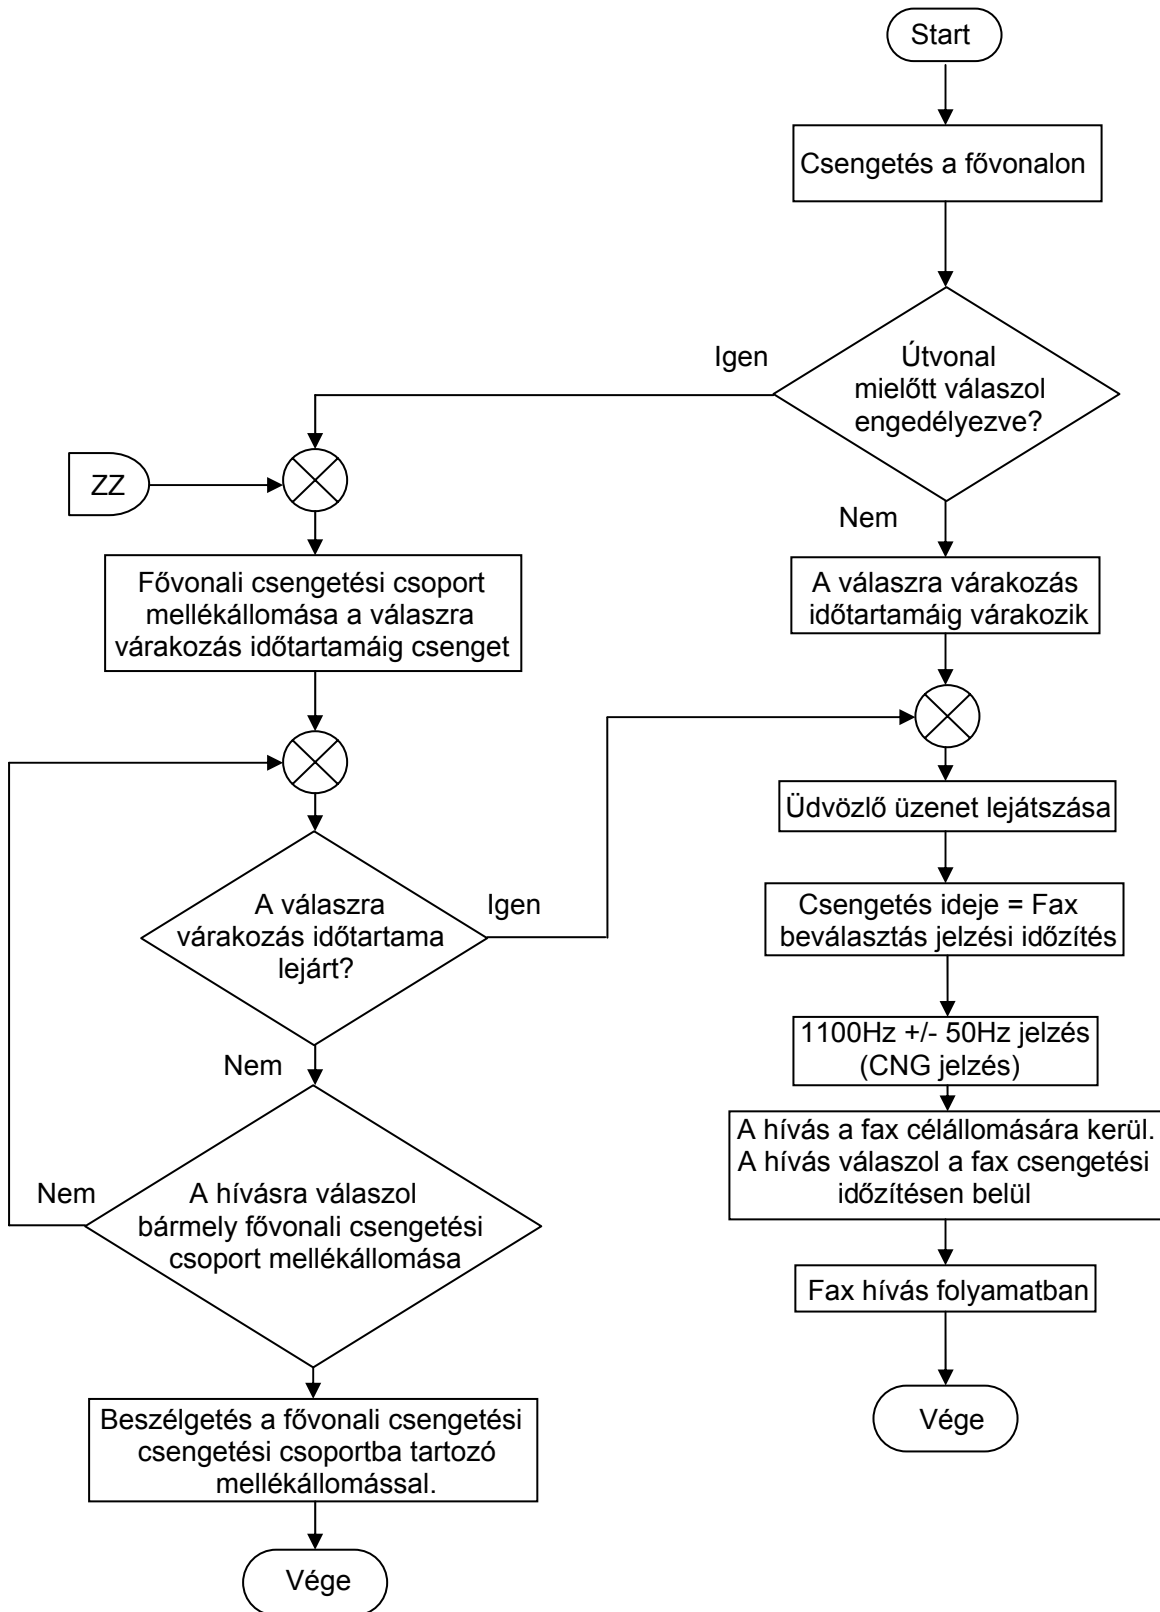 Start
Csengetés a fővonalon
Útvonal
mielőtt válaszol
engedélyezve?
Igen
Nem
ZZ
Fővonali csengetési csoport
mellékállomása a válaszra
várakozás időtartamáig csenget
A válaszra várakozás
időtartamáig várakozik
A válaszra
várakozás időtartama
lejárt?
Igen
Nem
Üdvözlő üzenet lejátszása
Csengetés ideje = Fax
beválasztás jelzési időzítés
1100Hz +/- 50Hz jelzés
(CNG jelzés)
A hívás a fax célállomására kerül.
A hívás válaszol a fax csengetési
időzítésen belül
Fax hívás folyamatban
Vége
Nem
A hívásra válaszol
bármely fővonali csengetési
csoport mellékállomása
Beszélgetés a fővonali csengetési
csengetési csoportba tartozó
mellékállomással.
Vége